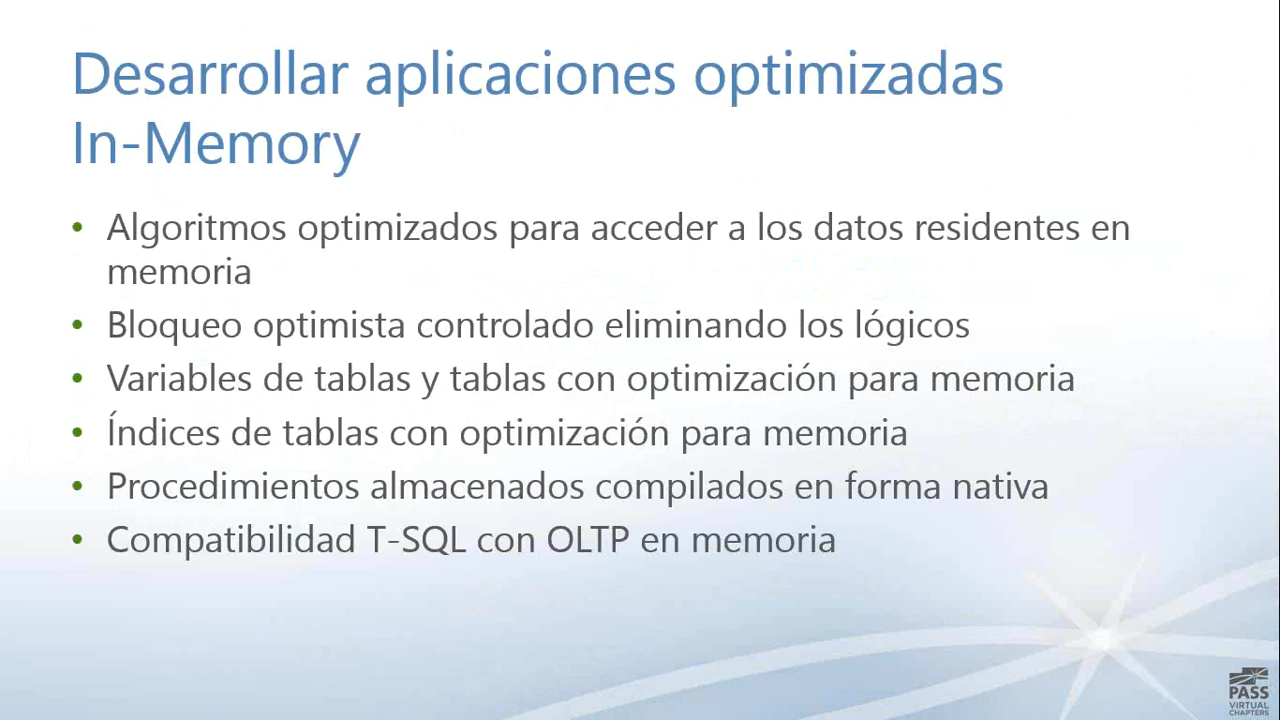 Desarrollar aplicaciones optimizadas
In-Memory
• Algoritmos optimizados para acceder a los datos residentes en
memoria
• Bloqueo optimista controlado eliminando los lógicos
• Variables de tablas y tablas con optimización para memoria
• Índices de tablas con optimización para memoria
• Procedimientos almacenados compilados en forma nativa
• Compatibilidad T-SQL con OLTP en memoria
PASS
VIRTUAL
CHAPTERS